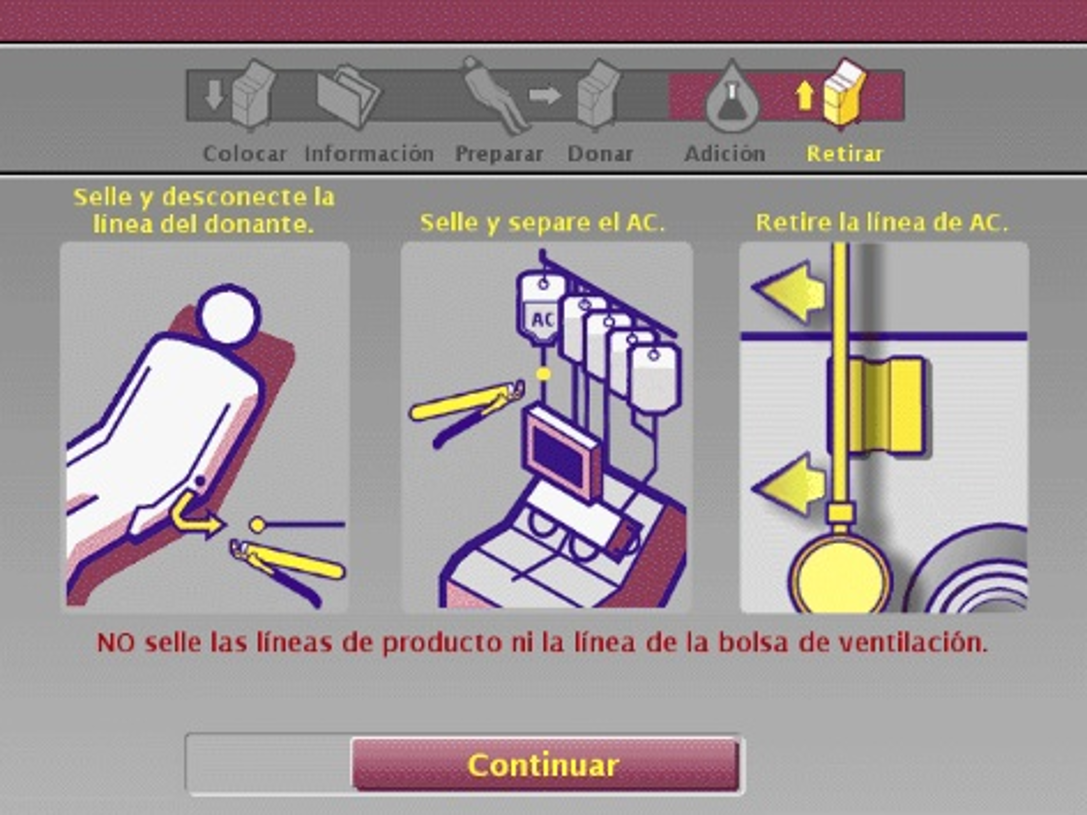 Colocar Información Preparar Donar Adición Retirar
Selle y desconecte la
línea del donante.
Selle y separe el AC.
Retire la línea de AC.
AC
NO selle las líneas de producto ni la línea de la bolsa de ventilación.
Continuar